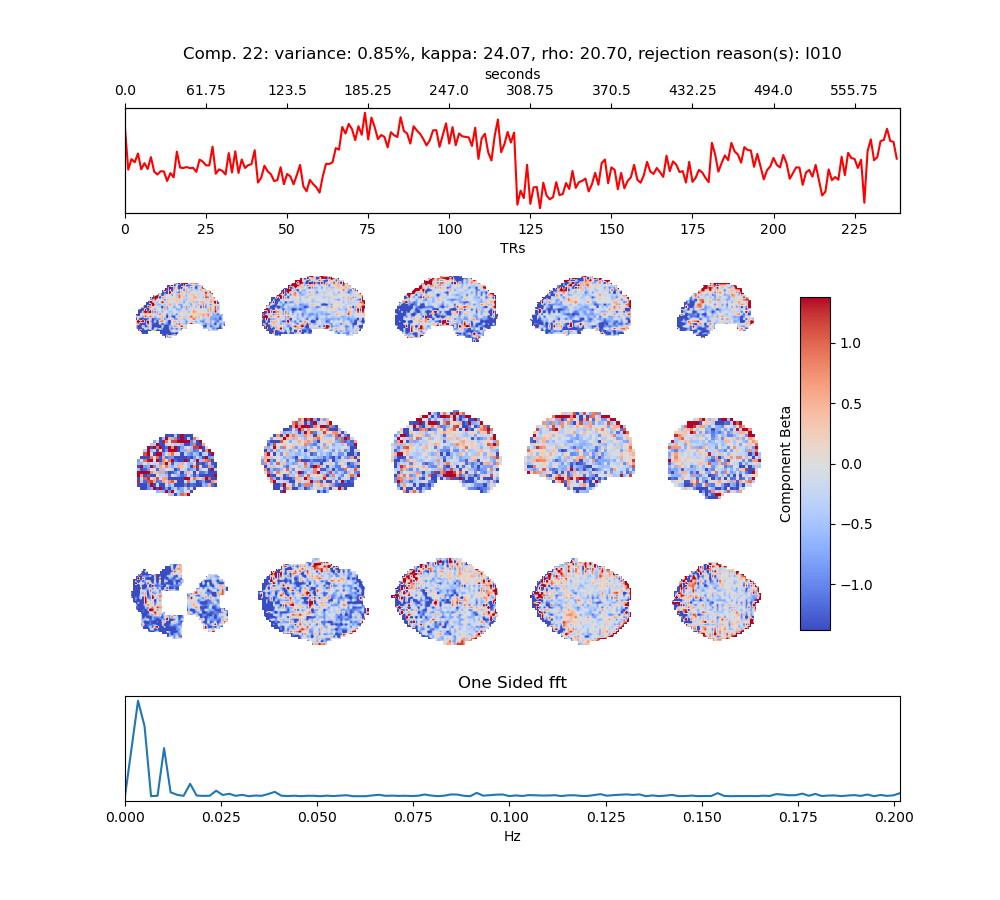 Comp. 22: variance: 0.85%, kappa: 24.07, rho: 20.70, rejection reason(s): I010
seconds
0.0 61.75 123.5 185.25 247.0 308.75 370.5 432.25 494.0 555.75
0 25 50 75 100 125 150 175 200 225
TRs
1.0
0.5
0.0
−0.5
−1.0
Component Beta
One Sided fft
0.000 0.025 0.050 0.075 0.100 0.125 0.150 0.175 0.200
Hz